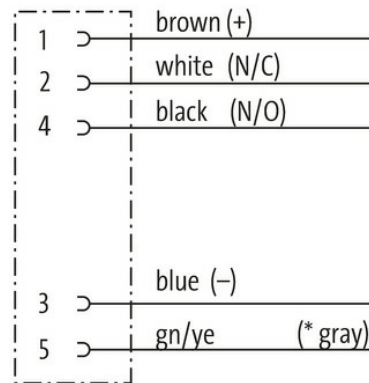 1 brown (+)
2 white (N/C)
4 black (N/O)
3 blue (–)
5 gn/ye (* gray)